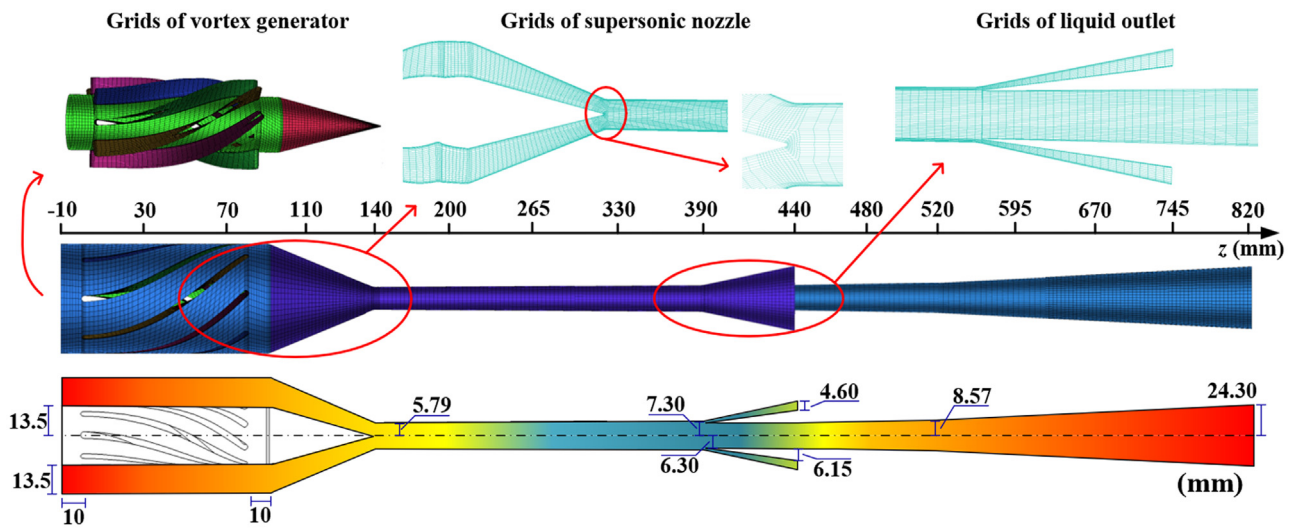 Grids of vortex generator
Grids of supersonic nozzle
Grids of liquid outlet
-10 30 70 110 140 200 265 330 390 440 480 520 595 670 745 820
z (mm)
13.5
5.79
7.30
4.60
8.57
24.30
13.5
6.30
6.15
(mm)
10
10